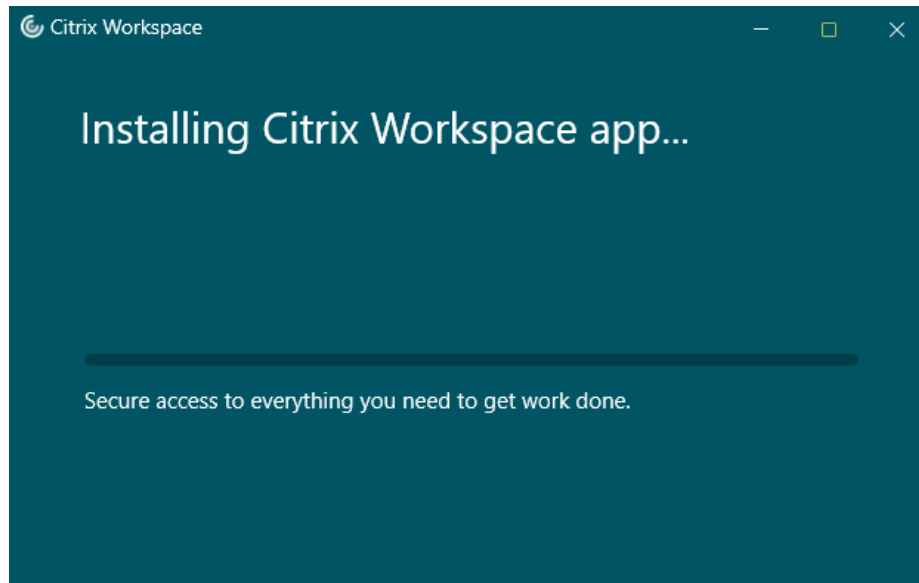 Citrix Workspace
Installing Citrix Workspace app...
Secure access to everything you need to get work done.